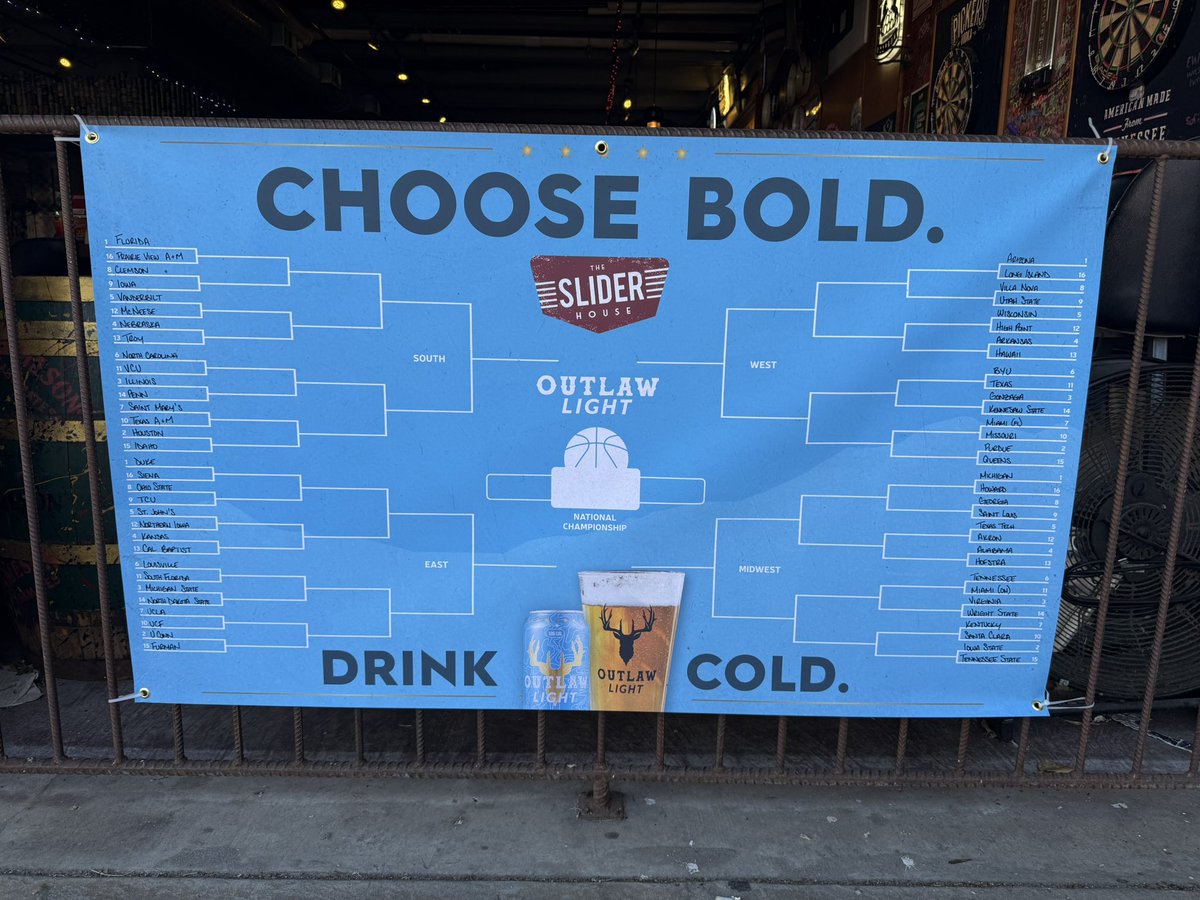 CHOOSE BOLD.
THE
SLIDER
HOUSE
OUTLAW
LIGHT
NATIONAL
CHAMPIONSHIP
SOUTH
1 FLORIDA
16 PRAIRIE VIEW A+M
8 CLEMSON
9 IOWA
5 VANDERBILT
12 MCNEESE
4 NEBRASKA
13 TROY
6 NORTH CAROLINA
11 VCU
3 ILLINOIS
14 PENN
7 SAINT MARY'S
10 TEXAS A+M
2 HOUSTON
15 IDAHO
EAST
1 DUKE
16 SIENA
8 OHIO STATE
9 TCU
5 ST. JOHN'S
12 NORTHERN IOWA
4 KANSAS
13 CAL BAPTIST
6 LOUISVILLE
11 SOUTH FLORIDA
3 MICHIGAN STATE
14 NORTH DAKOTA STATE
7 UCLA
10 UCF
2 UCONN
15 FURMAN
WEST
ARIZONA 1
LONG ISLAND 16
VILLA NOVA 8
UTAH STATE 9
WISCONSIN 5
HIGH POINT 12
ARKANSAS 4
HAWAII 13
BYU 6
TEXAS 11
GONZAGA 3
KENNESAW STATE 14
MIAMI (FL) 7
MISSOURI 10
PURDUE 2
QUEENS 15
MIDWEST
MICHIGAN 1
HOWARD 16
GEORGIA 8
SAINT LOUIS 9
TEXAS TECH 5
AKRON 12
ALABAMA 4
HOFSTRA 13
TENNESSEE 6
MIAMI (OH) 11
VIRGINIA 3
WRIGHT STATE 14
KENTUCKY 7
SANTA CLARA 10
IOWA STATE 2
TENNESSEE STATE 15
DRINK COLD.
OUTLAW
LIGHT
OUTLAW
LIGHT
AMERICAN MADE
From